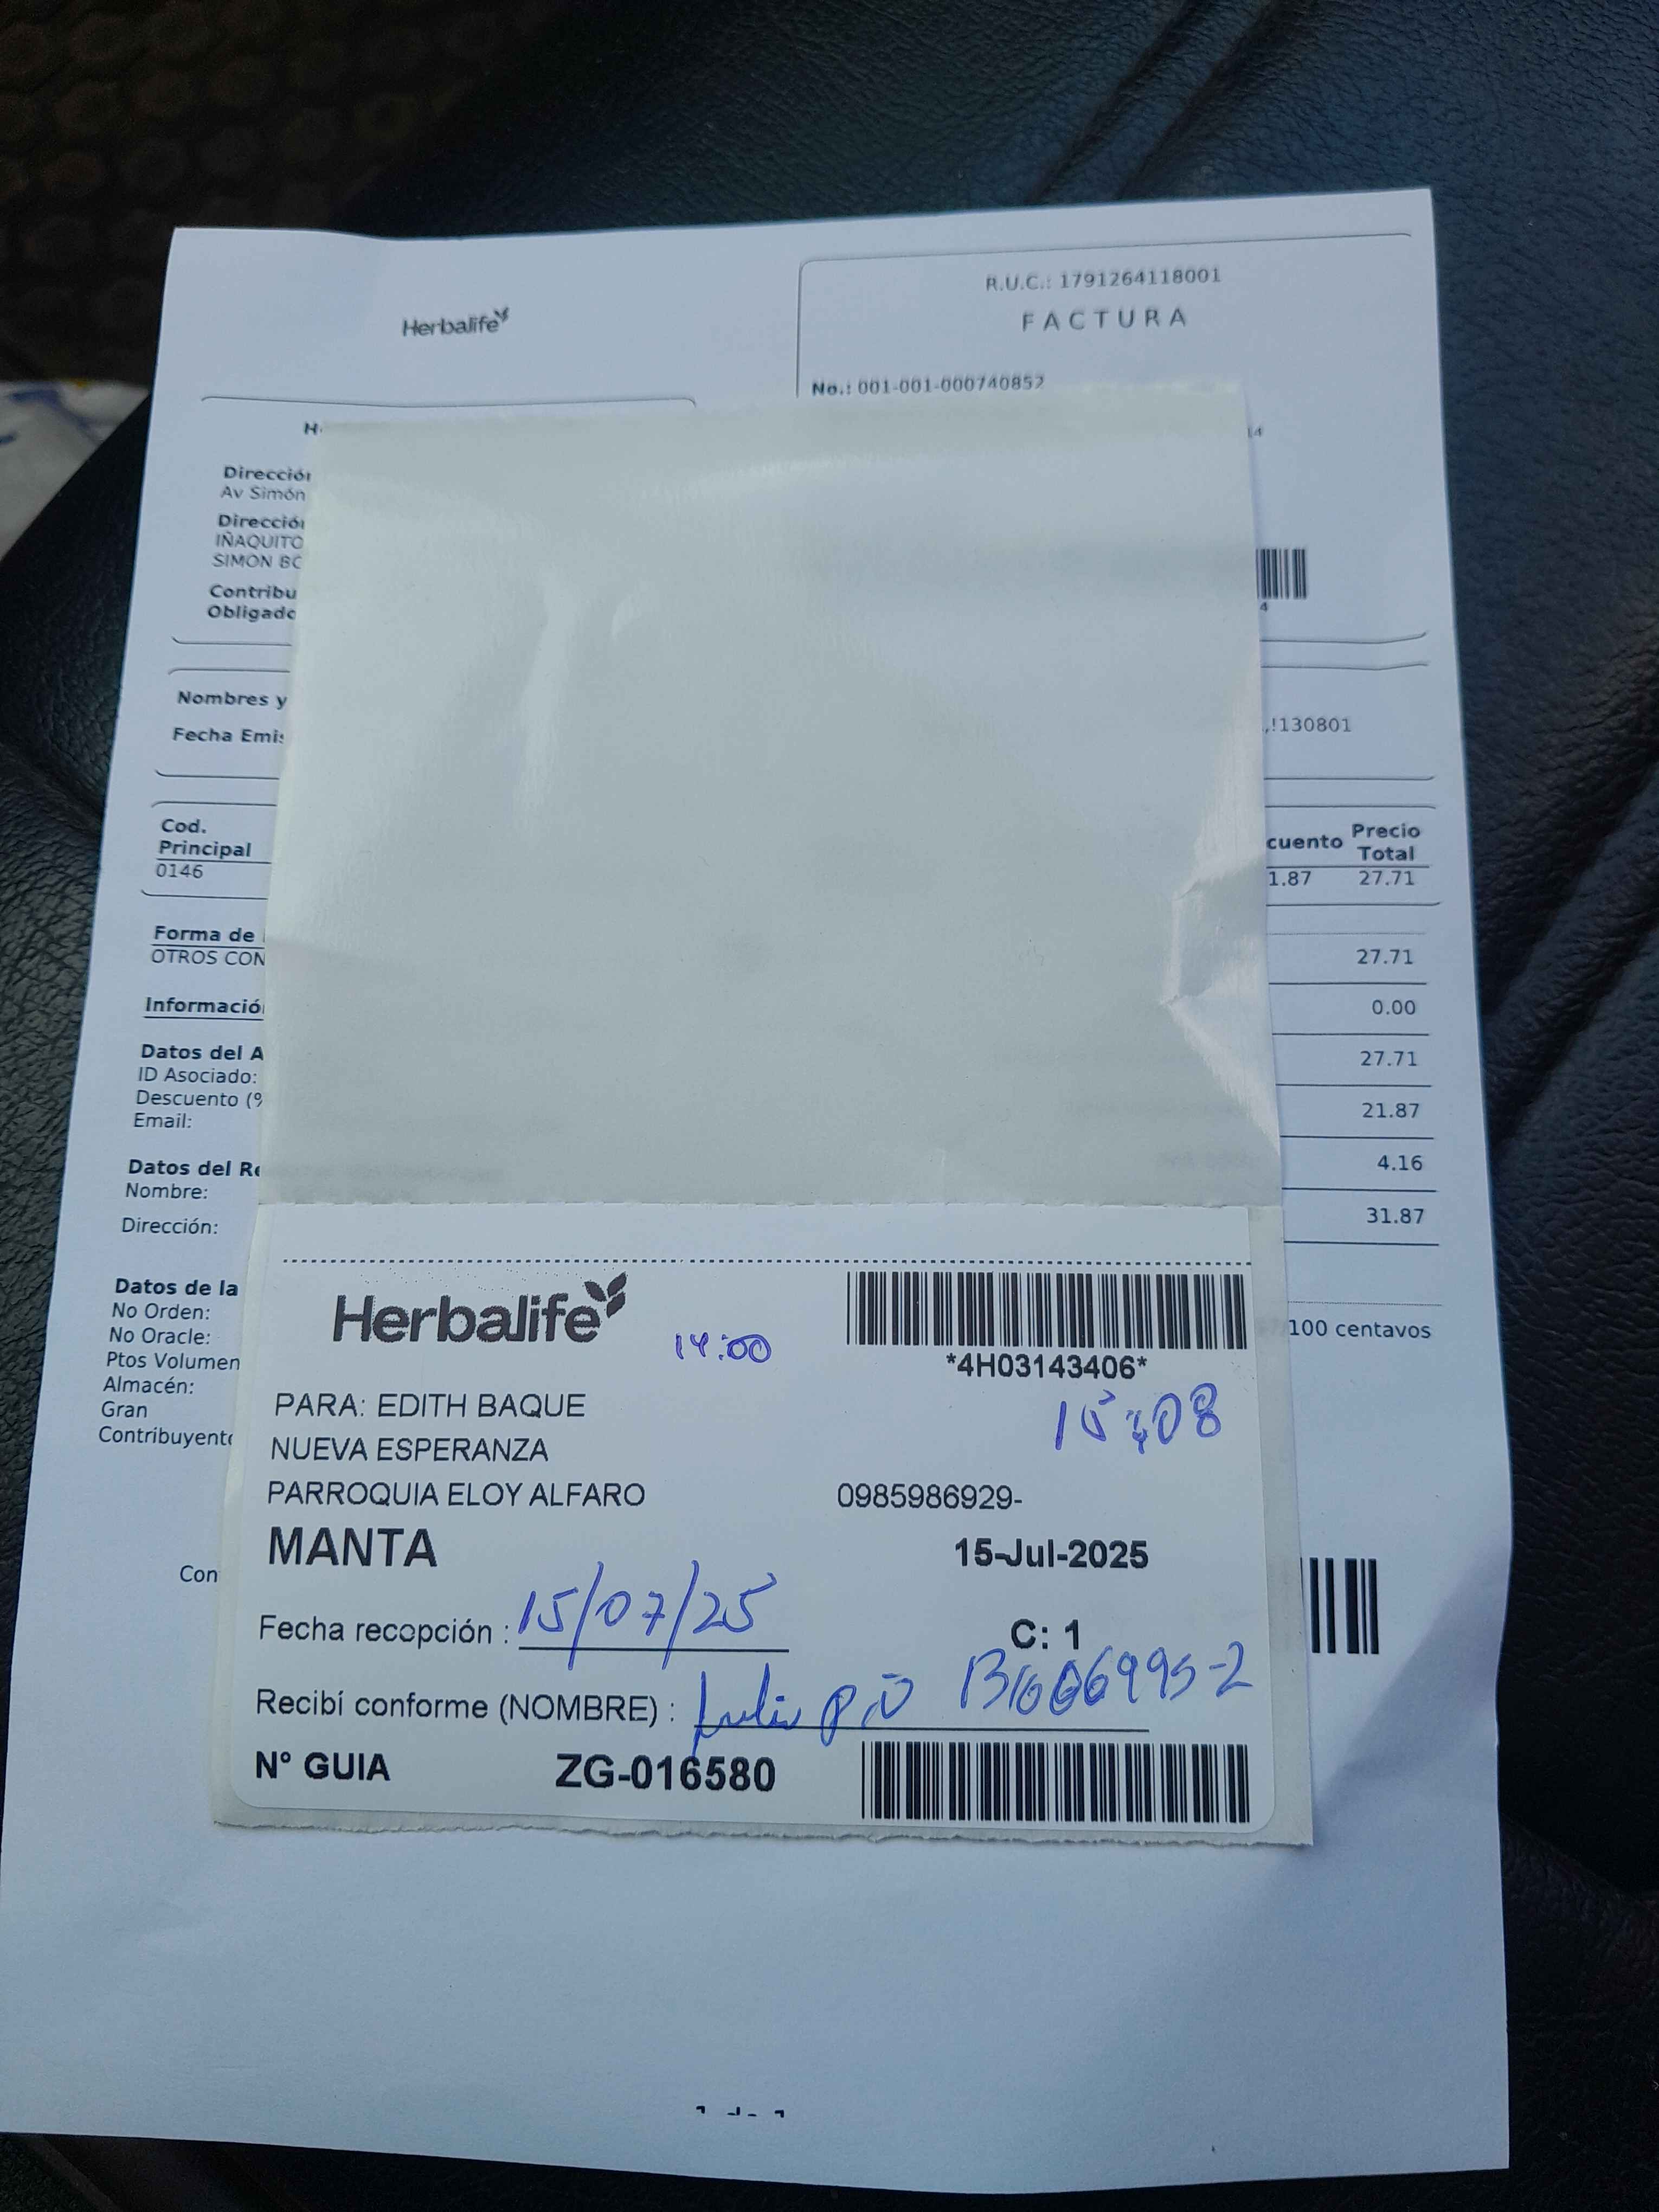 Herbalife
R.U.C.: 1791264118001
FACTURA
No.: 001-001-000740852
H
14
Dirección
Av Simón
Dirección
IÑAQUITO
SIMON BO
4
Contribu
Obligado
Nombres y
Fecha Emis
,!130801
Cod.
Principal
cuento Precio
Total
0146
1.87 27.71
Forma de
OTROS CON
27.71
Informació
0.00
Datos del A
27.71
ID Asociado:
Descuento (%
21.87
Email:
Datos del Re
4.16
Nombre:
Dirección:
31.87
Datos de la
No Orden:
100 centavos
No Oracle:
Ptos Volumen
Almacén:
Gran
Contribuyente
Con
Herbalife
14:00
*4H03143406*
15:08
PARA: EDITH BAQUE
NUEVA ESPERANZA
PARROQUIA ELOY ALFARO 0985986929-
MANTA 15-Jul-2025
Fecha recepción : 15/07/25 C: 1
Recibí conforme (NOMBRE) :
N° GUIA ZG-016580